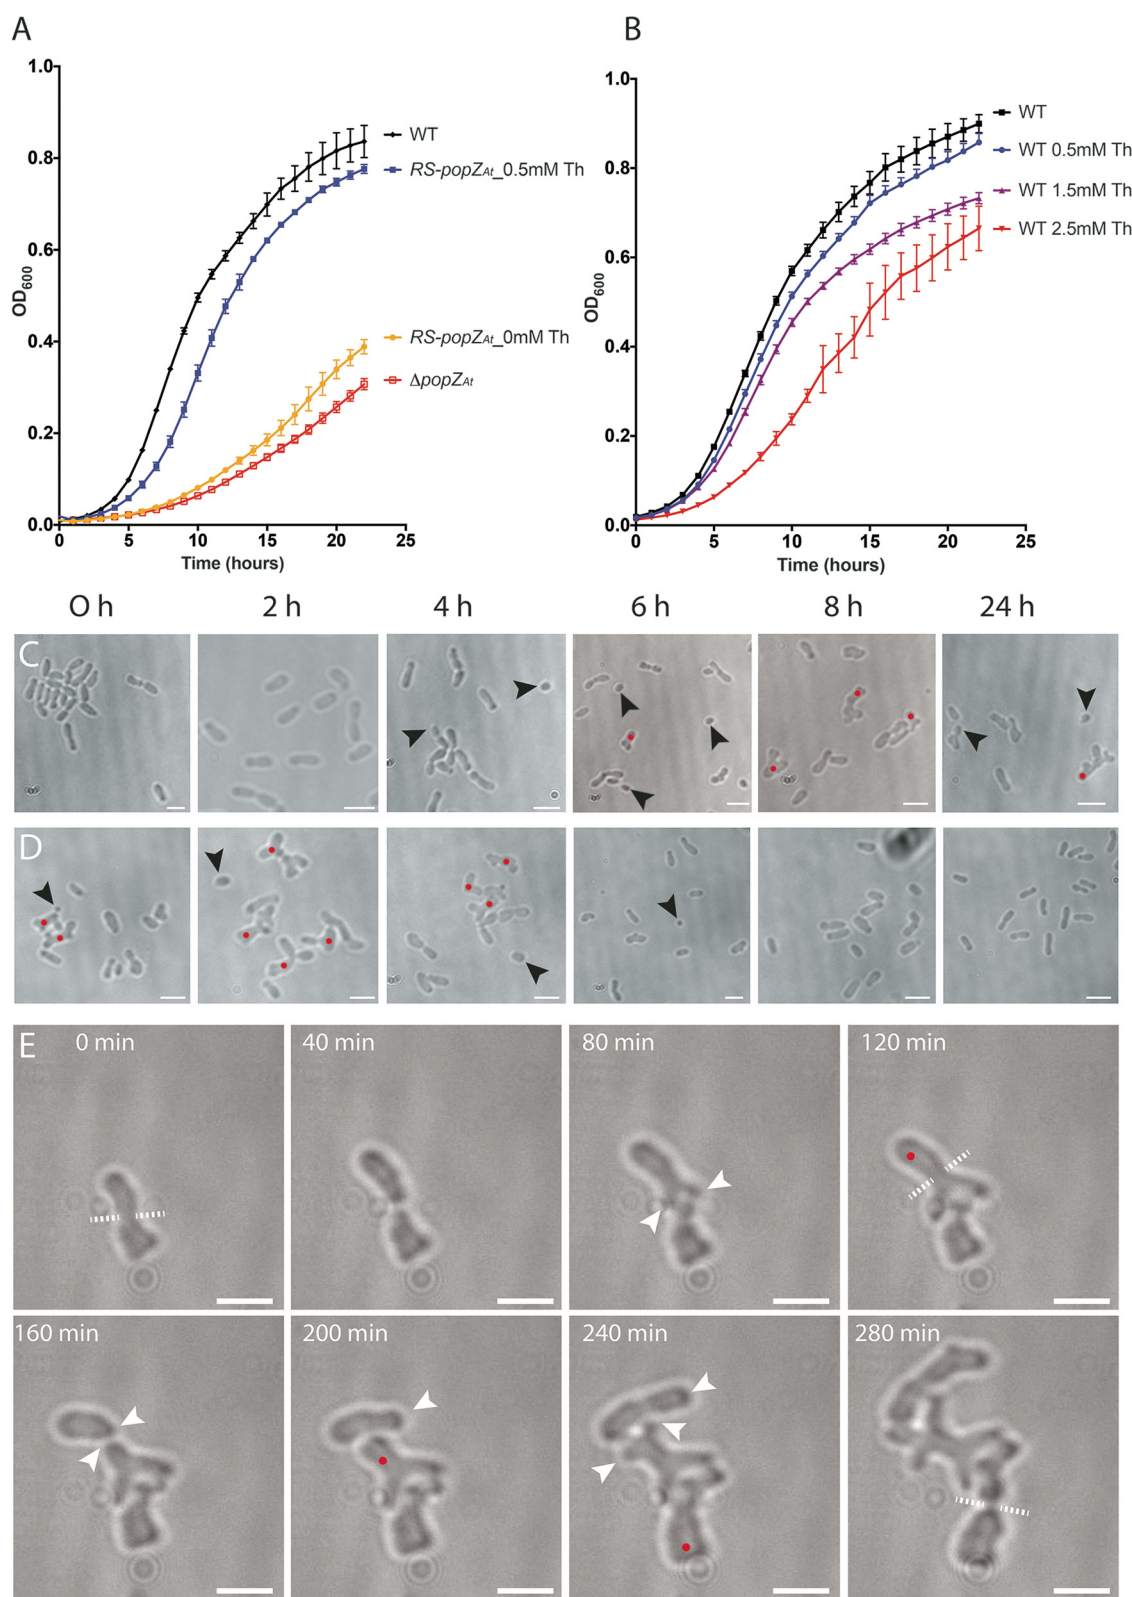 A
B
1.0
0.8
0.6
0.4
0.2
0.0
OD600
0 5 10 15 20 25
Time (hours)
WT
RS-popZAt_0.5mM Th
RS-popZAt_0mM Th
ΔpopZAt
1.0
0.8
0.6
0.4
0.2
0.0
OD600
0 5 10 15 20 25
Time (hours)
WT
WT 0.5mM Th
WT 1.5mM Th
WT 2.5mM Th
O h 2 h 4 h 6 h 8 h 24 h
C
D
E
0 min 40 min 80 min 120 min
160 min 200 min 240 min 280 min